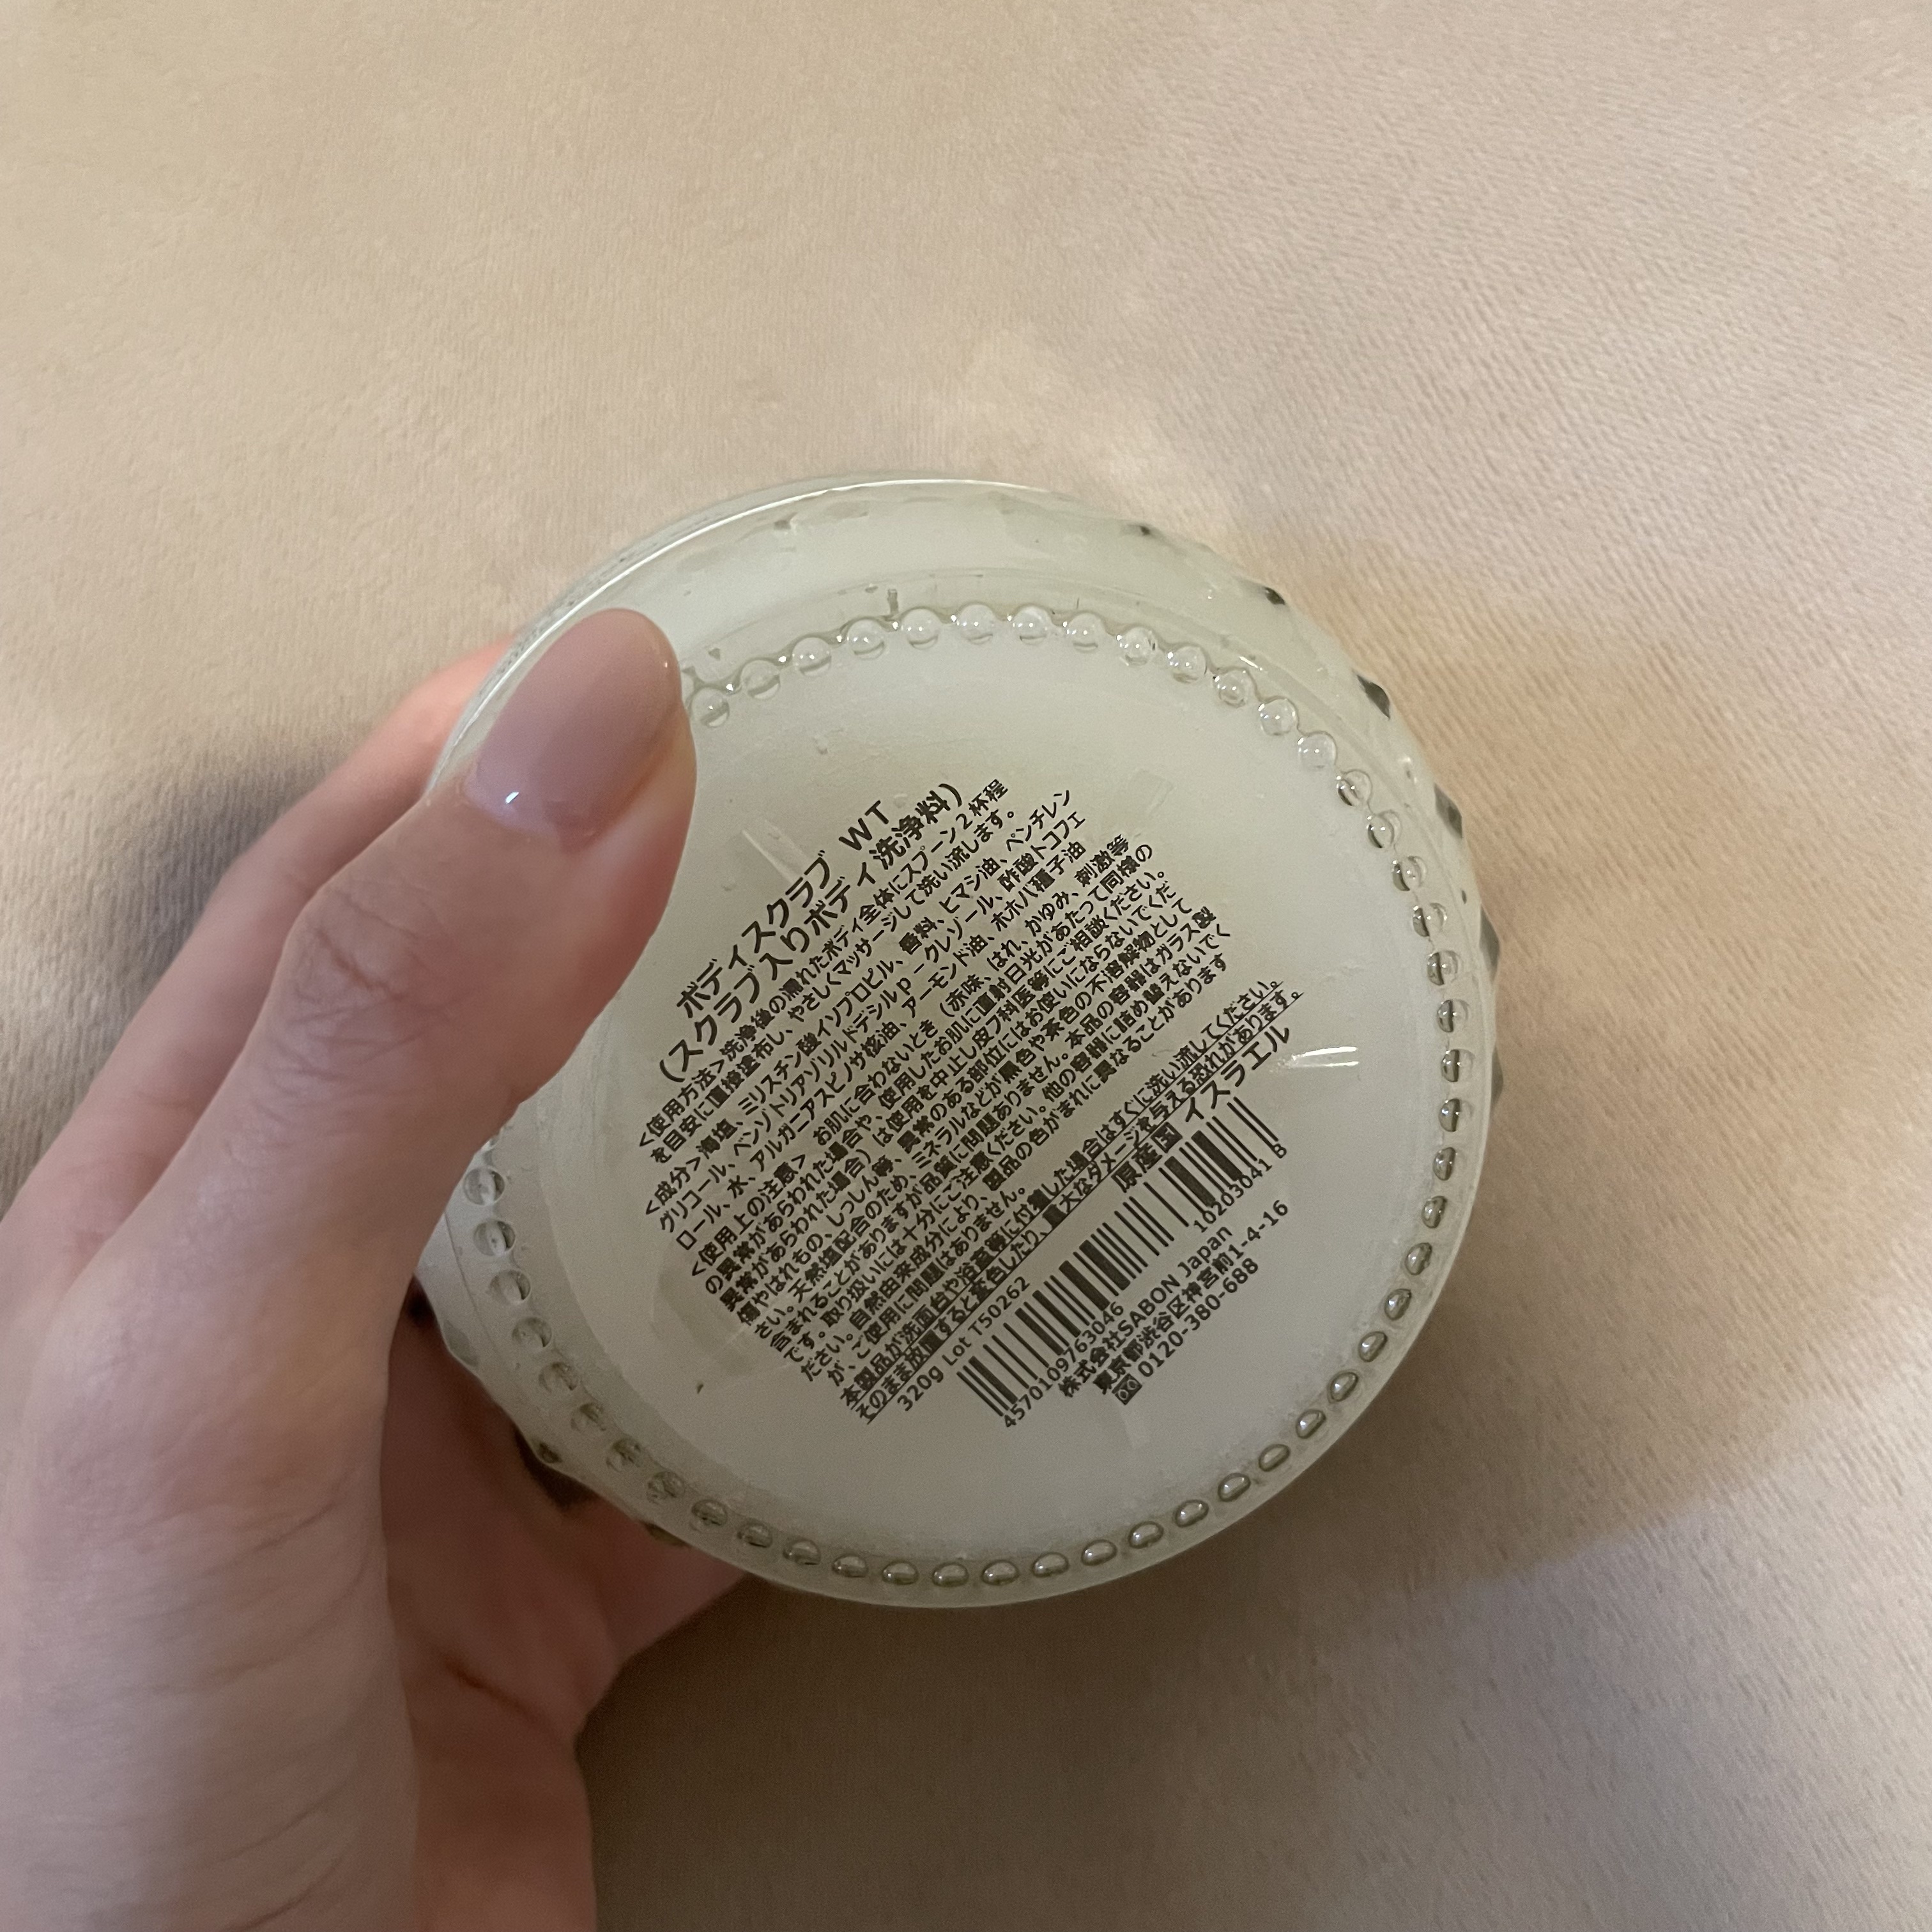 ボディスクラブ WT
(スクラブ入りボディ洗浄料)
<使用方法>洗浄後の濡れたボディ全体にスプーン2杯程
を目安に直接塗布し、やさしくマッサージして洗い流します。
<成分>海塩、ミリスチン酸イソプロピル、香料、ヒマシ油、ペンチレン
グリコール、ベンゾトリアゾリルドデシルp-クレゾール、酢酸トコフェ
ロール、水、アルガニアスピノサ核油、アーモンド油、ホホバ種子油
<使用上の注意> お肌に合わないとき (赤味、はれ、かゆみ、刺激等
の異常があらわれた場合や、使用したお肌に直射日光があたって同様の
異常があらわれた場合) は使用を中止し皮フ科医等にご相談ください。
傷やはれもの、しっしん等、異常のある部位にはお使いにならないでくだ
さい。天然塩配合のため、ミネラルなどが黒色や茶色の不溶解物として
含まれることがありますが品質に問題ありません。本品の容器はガラス製
です。取り扱いには十分にご注意ください。他の容器に詰め替えないでく
ださい。自然由来成分により、製品の色がまれに異なることがあります
が、ご使用に問題はありません。
本製品が洗面台や浴室等に付着した場合はすぐに洗い流してください。
そのまま放置すると変色したり、重大なダメージを与える恐れがあります。
320g Lot T50262 原産国 イスラエル
4570109763046 10203041 B
株式会社SABON Japan
東京都渋谷区神宮前1-4-16
0120-380-688